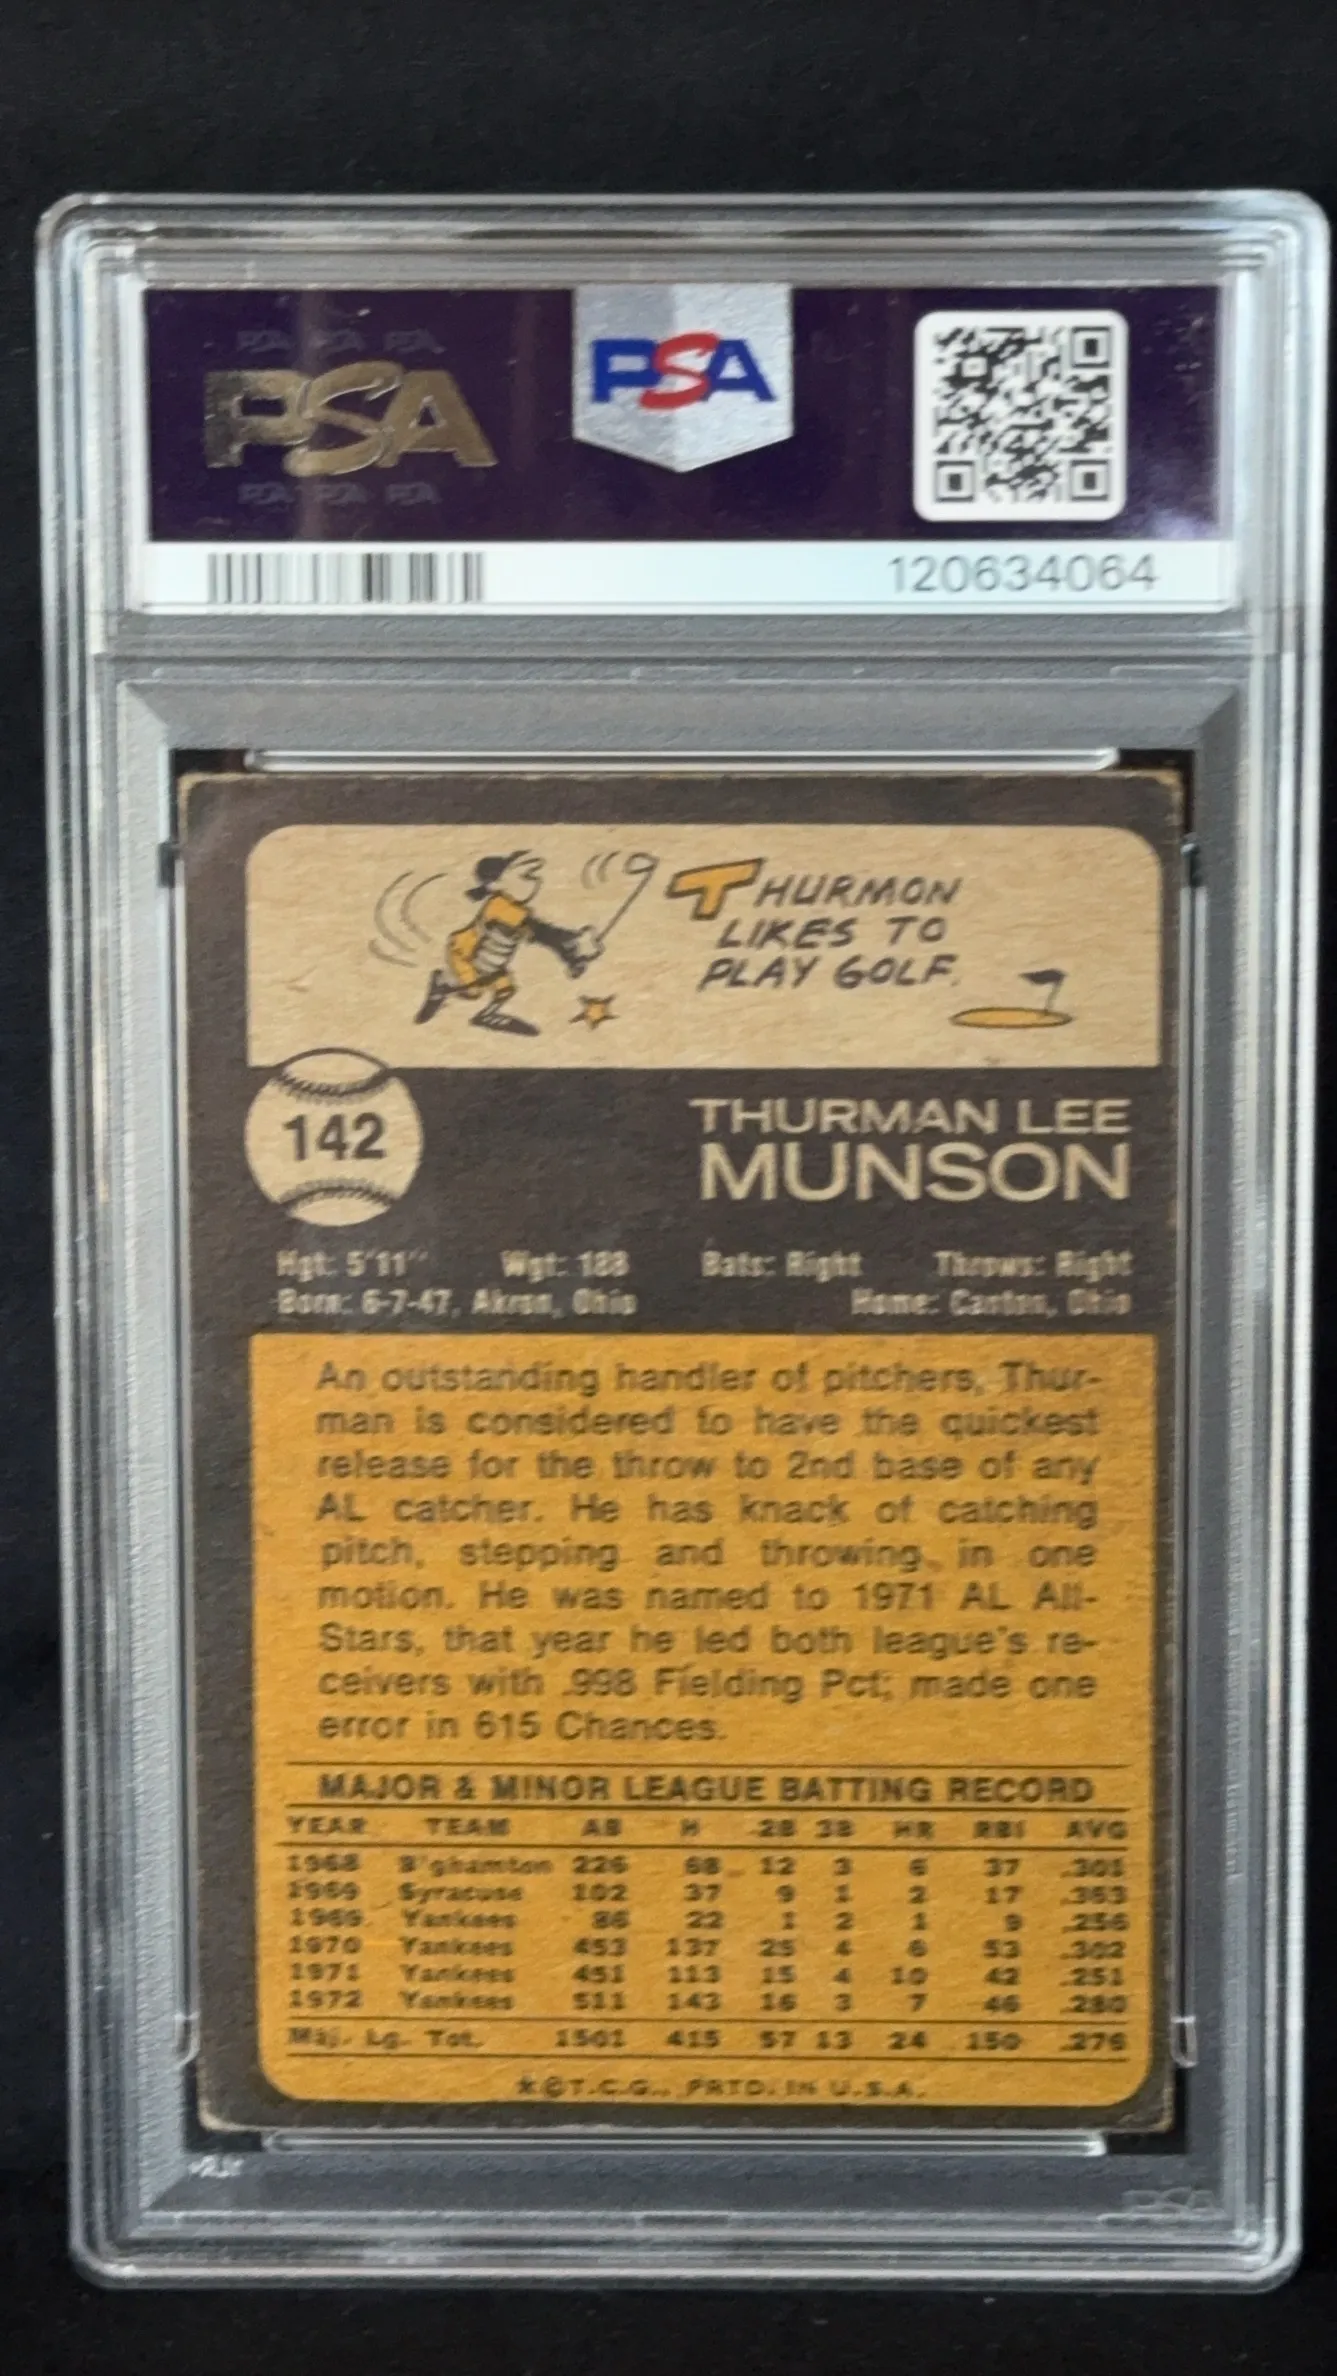 PSA PSA PSA
PSA
PSA PSA PSA
PSA
120634064
THURMON
LIKES TO
PLAY GOLF.
142
THURMAN LEE
MUNSON
Hgt: 5'11" Wgt: 188 Bats: Right Throws: Right
Born: 6-7-47, Akron, Ohio Home: Canton, Ohio
An outstanding handler of pitchers, Thur-
man is considered to have the quickest
release for the throw to 2nd base of any
AL catcher. He has knack of catching
pitch, stepping and throwing in one
motion. He was named to 1971 AL All-
Stars, that year he led both league's re-
ceivers with .998 Fielding Pct; made one
error in 615 Chances.
MAJOR & MINOR LEAGUE BATTING RECORD
YEAR TEAM AB H 2B 3B HR RBI AVG
1968 B'ghamton 226 68 12 3 6 37 .301
1969 Syracuse 102 37 9 1 2 17 .363
1969 Yankees 86 22 1 2 1 9 .256
1970 Yankees 453 137 25 4 6 53 .302
1971 Yankees 451 113 15 4 10 42 .251
1972 Yankees 511 143 16 3 7 46 .280
Maj. Lg. Tot. 1501 415 57 13 24 150 .276
*©T.C.G., PRTD. IN U.S.A.
PSA